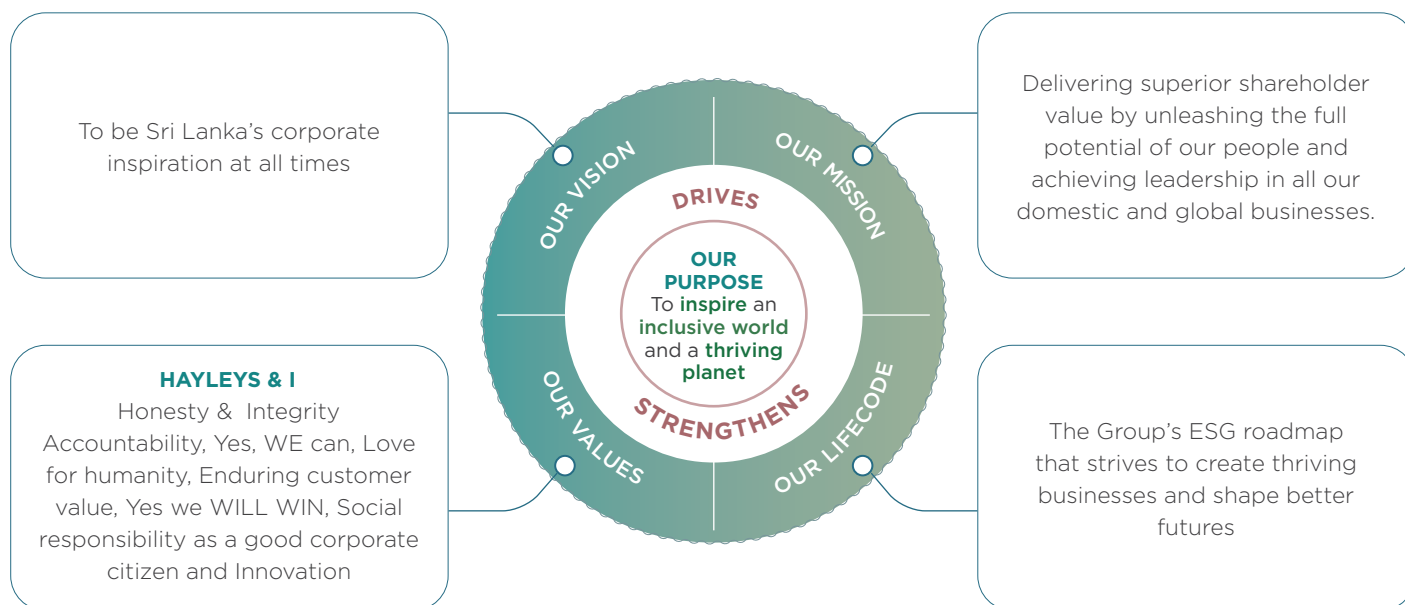 To be Sri Lanka's corporate
inspiration at all times
Delivering superior shareholder
value by unleashing the full
potential of our people and
achieving leadership in all our
domestic and global businesses.
OUR VISION
OUR MISSION
DRIVES
OUR
PURPOSE
To inspire an
inclusive world
and a thriving
planet
STRENGTHENS
OUR VALUES
OUR LIFECODE
HAYLEYS & I
Honesty & Integrity
Accountability, Yes, WE can, Love
for humanity, Enduring customer
value, Yes we WILL WIN, Social
responsibility as a good corporate
citizen and Innovation
The Group's ESG roadmap
that strives to create thriving
businesses and shape better
futures